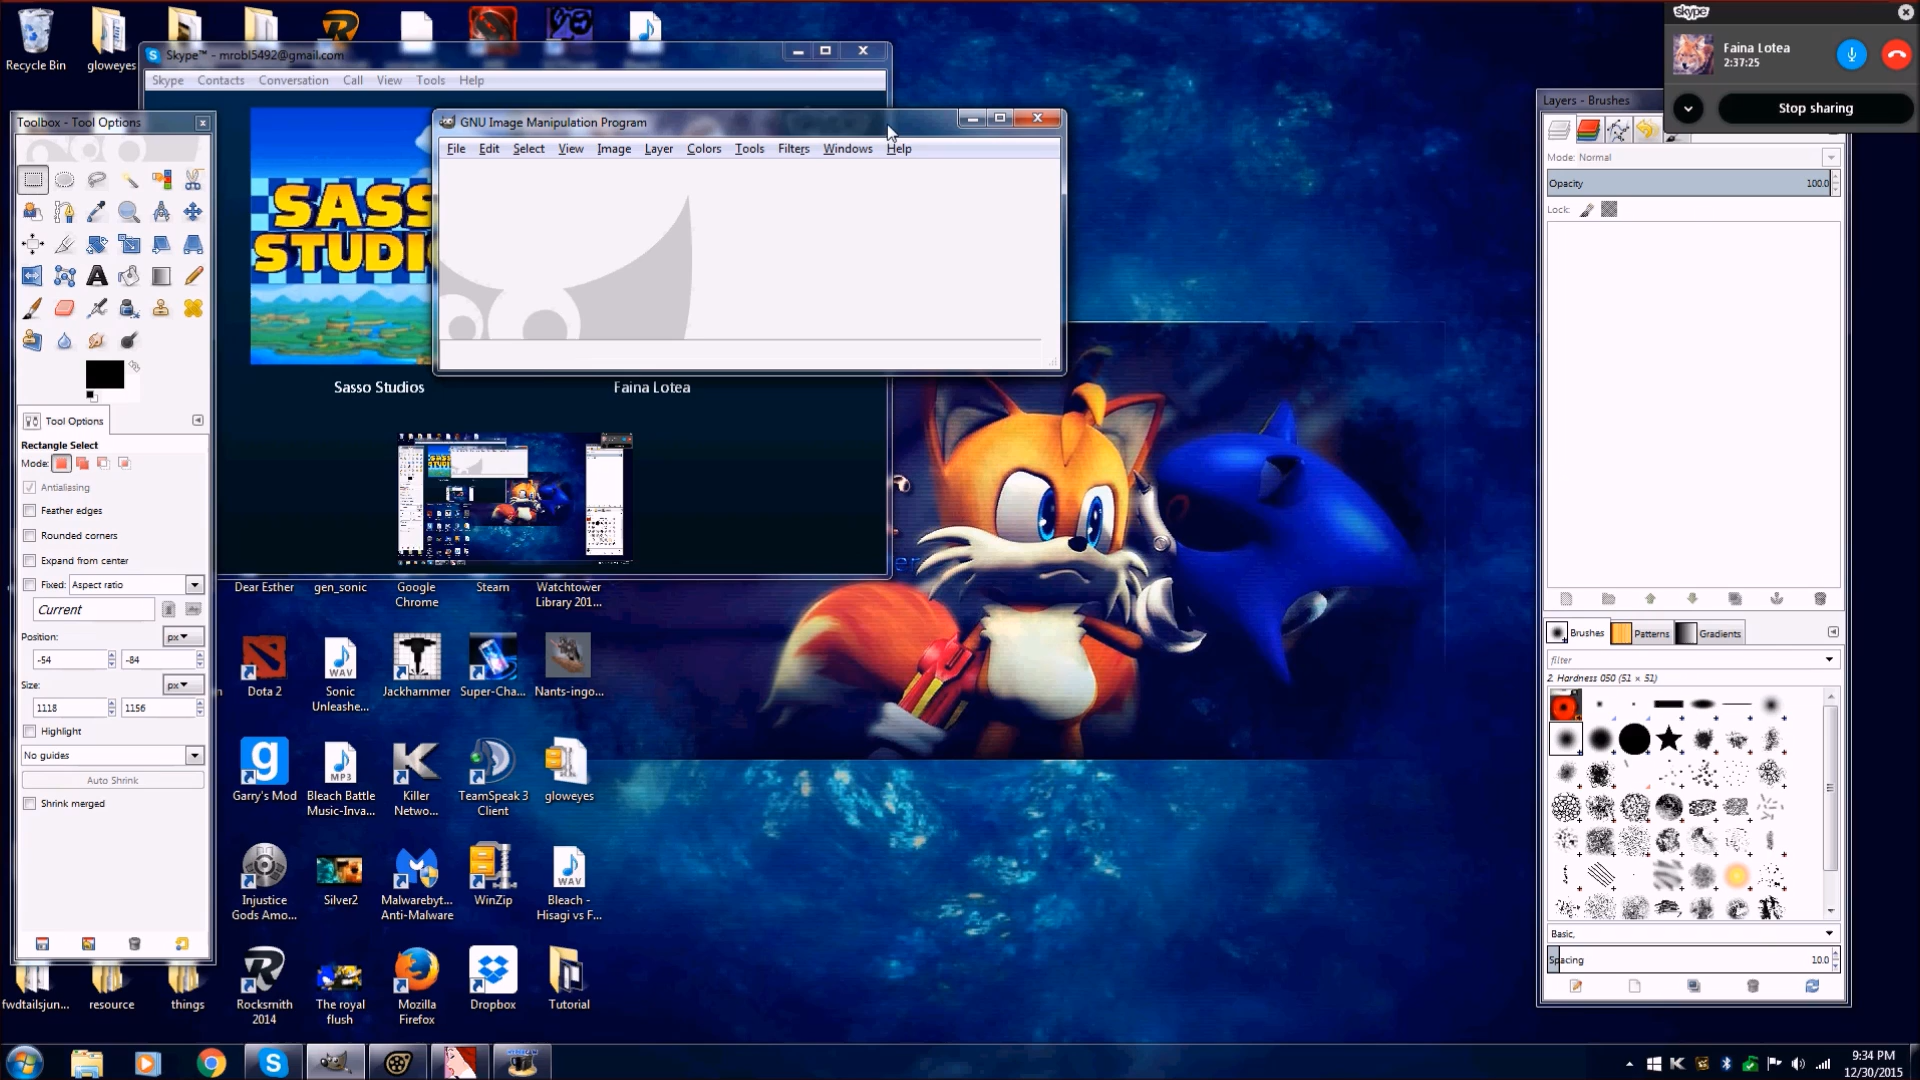 Recycle Bin
gloweyes
Skype™ - mrobl5492@gmail.com
Skype Contacts Conversation Call View Tools Help
skype
Faina Lotea
2:37:25
Stop sharing
Toolbox - Tool Options
GNU Image Manipulation Program
File Edit Select View Image Layer Colors Tools Filters Windows Help
SASS
STUDI
Sasso Studios
Faina Lotea
Tool Options
Rectangle Select
Mode:
Antialiasing
Feather edges
Rounded corners
Expand from center
Fixed: Aspect ratio
Current
Position:
px
-54
-84
Size:
px
1118
1156
Highlight
No guides
Auto Shrink
Shrink merged
Layers - Brushes
Mode: Normal
Opacity 100.0
Lock:
Brushes
Patterns
Gradients
filter
2. Hardness 050 (51 × 51)
Basic,
Spacing 10.0
Dear Esther
gen_sonic
Google
Chrome
Steam
Watchtower
Library 201...
Dota 2
WAV
Sonic
Unleashe...
Jackhammer
Super-Cha...
Nants-ingo...
Garry's Mod
MP3
Bleach Battle
Music-Inva...
Killer
Netwo...
TeamSpeak 3
Client
gloweyes
Injustice
Gods Amo...
Silver2
Malwarebyt...
Anti-Malware
WinZip
WAV
Bleach -
Hisagi vs F...
fwdtailsjun...
resource
things
Rocksmith
2014
The royal
flush
Mozilla
Firefox
Dropbox
Tutorial
9:34 PM
12/30/2015